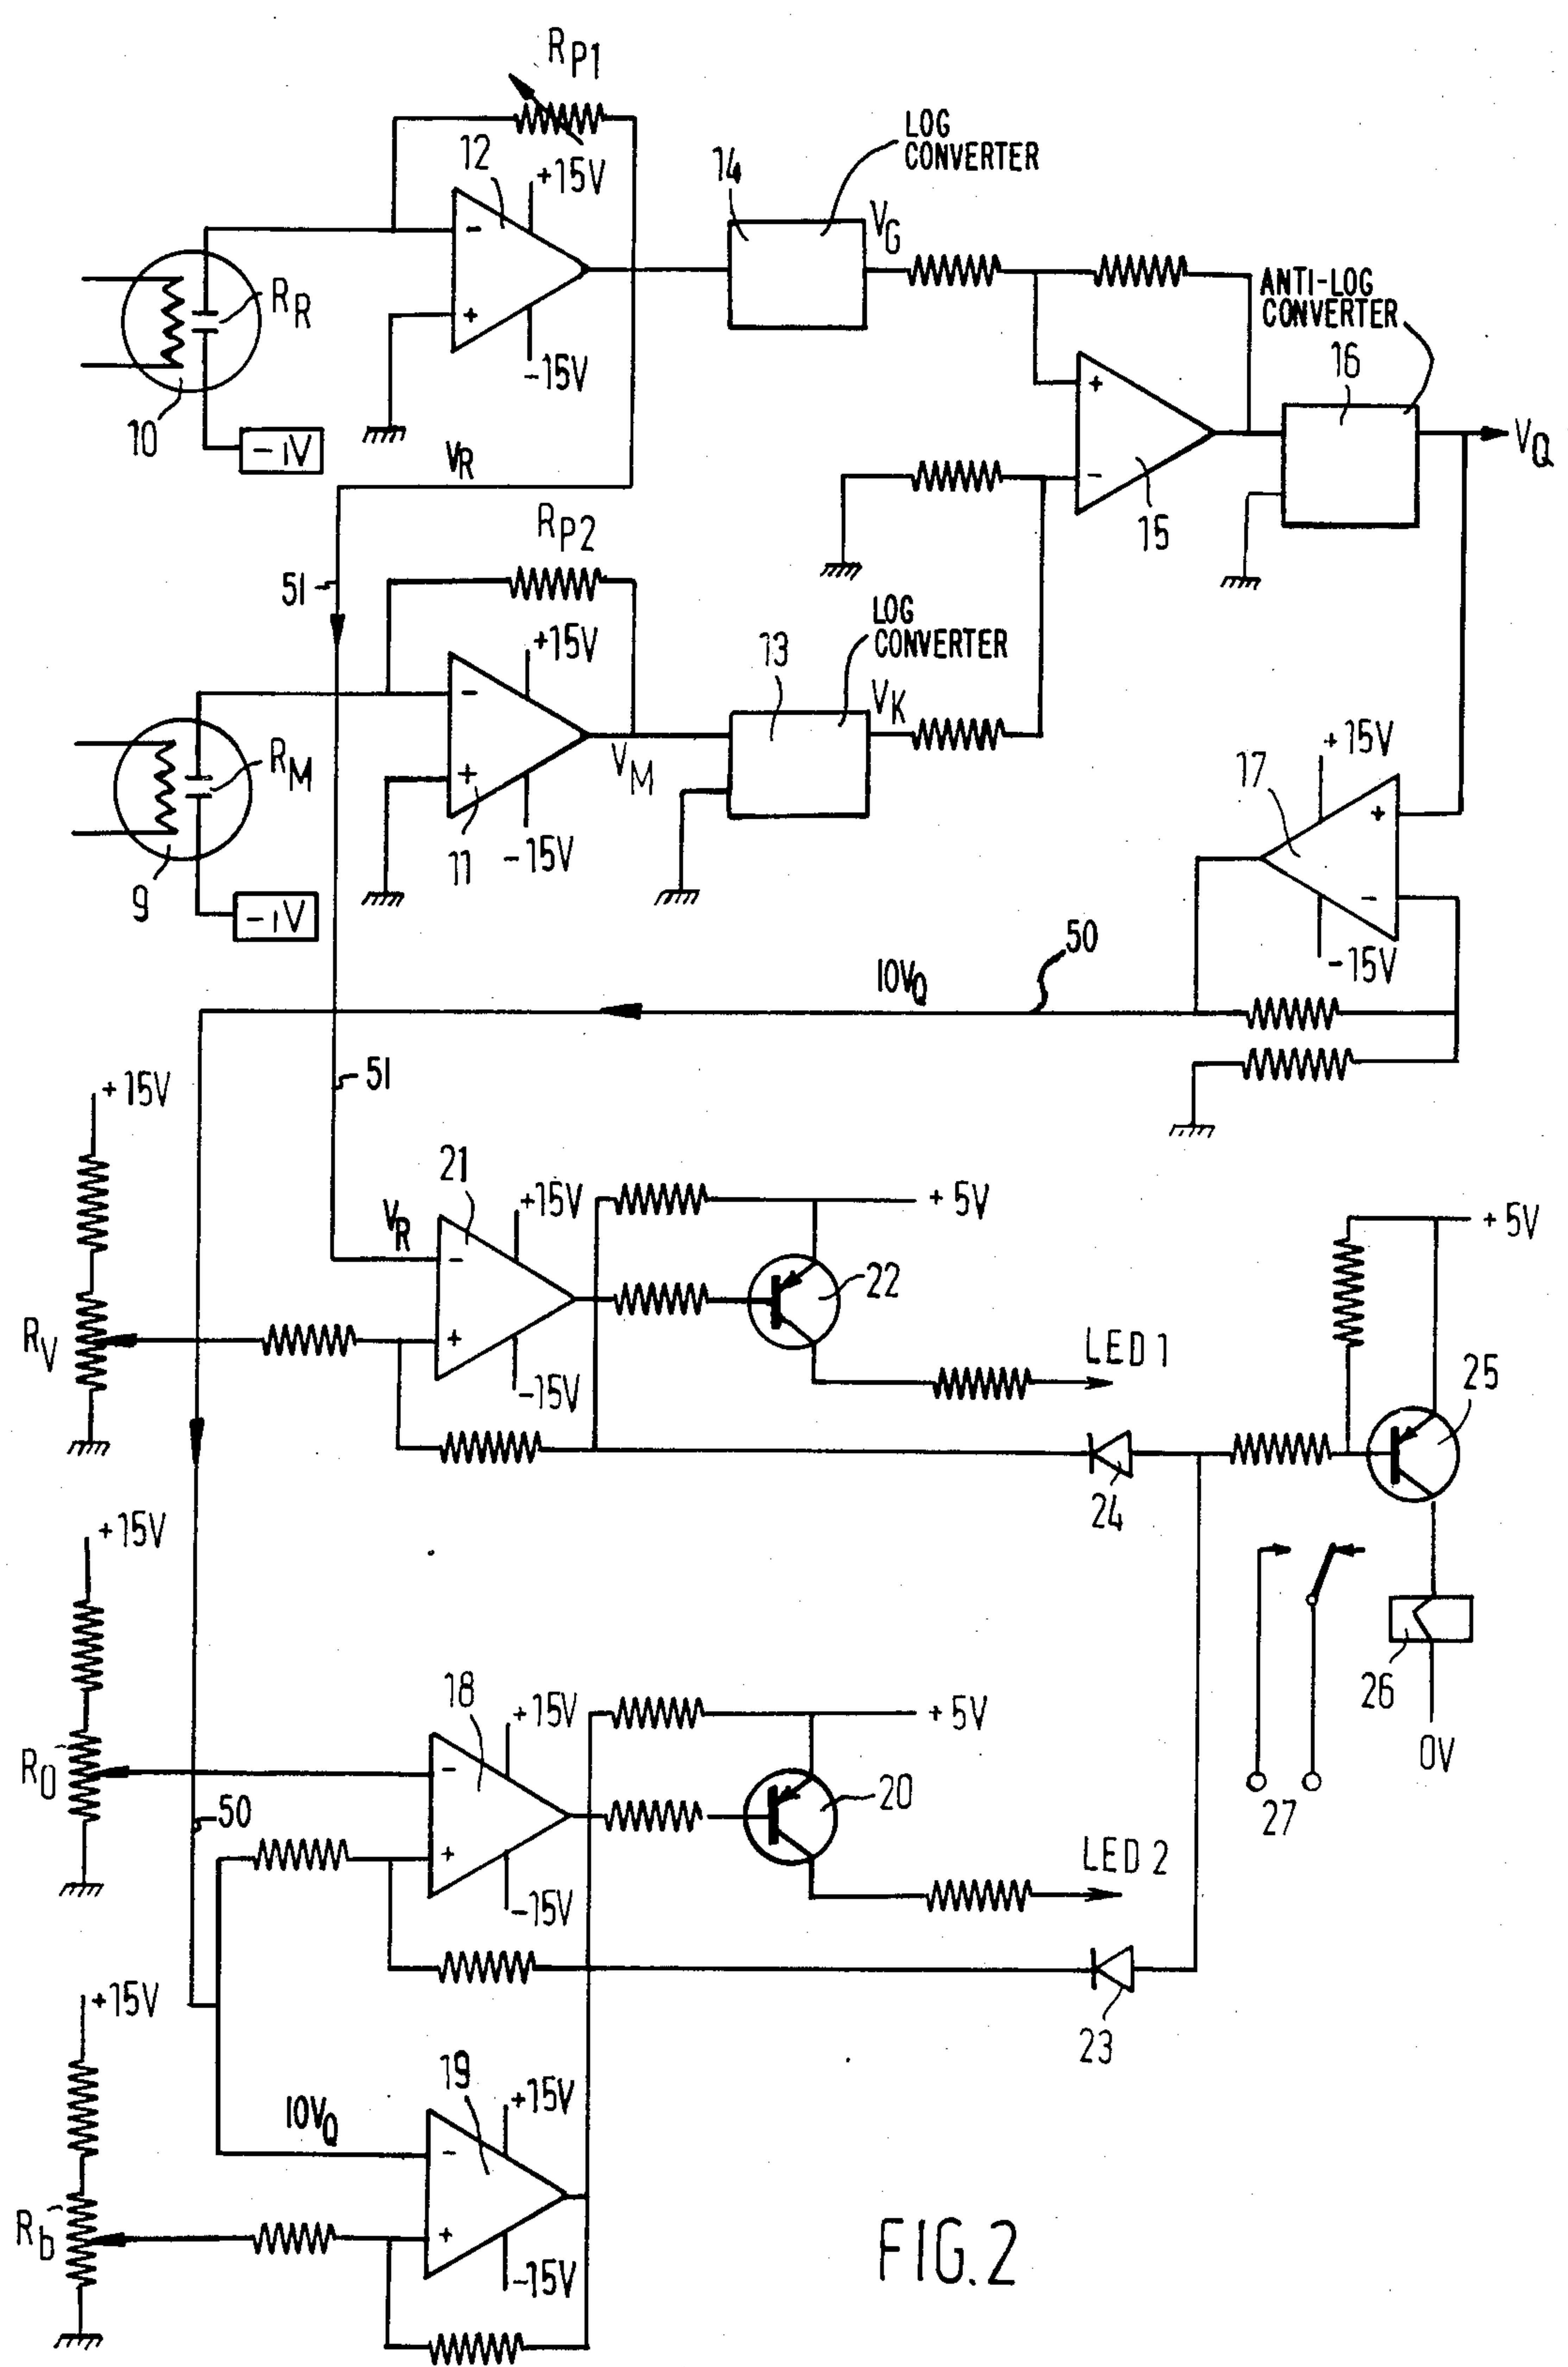 RP1
LOG
CONVERTER
12
+15V
14
-
VG
RR
ANTI-LOG
CONVERTER
+
-15V
16
10
+
-1V
VR
VQ
-
15
RP2
51
LOG
CONVERTER
+15V
13
-
VK
RM
+15V
VM
17
+
+
-15V
11
9
-
-1V
50
-15V
10VQ
51
+15V
21
+15V
+5V
VR
+5V
-
22
RV
+
LED 1
25
-15V
24
+15V
18
+15V
+5V
26
RO
-
0V
20
50
27
+
LED 2
-15V
+15V
23
19
+15V
10VQ
-
Rb
+
-15V
FIG.2